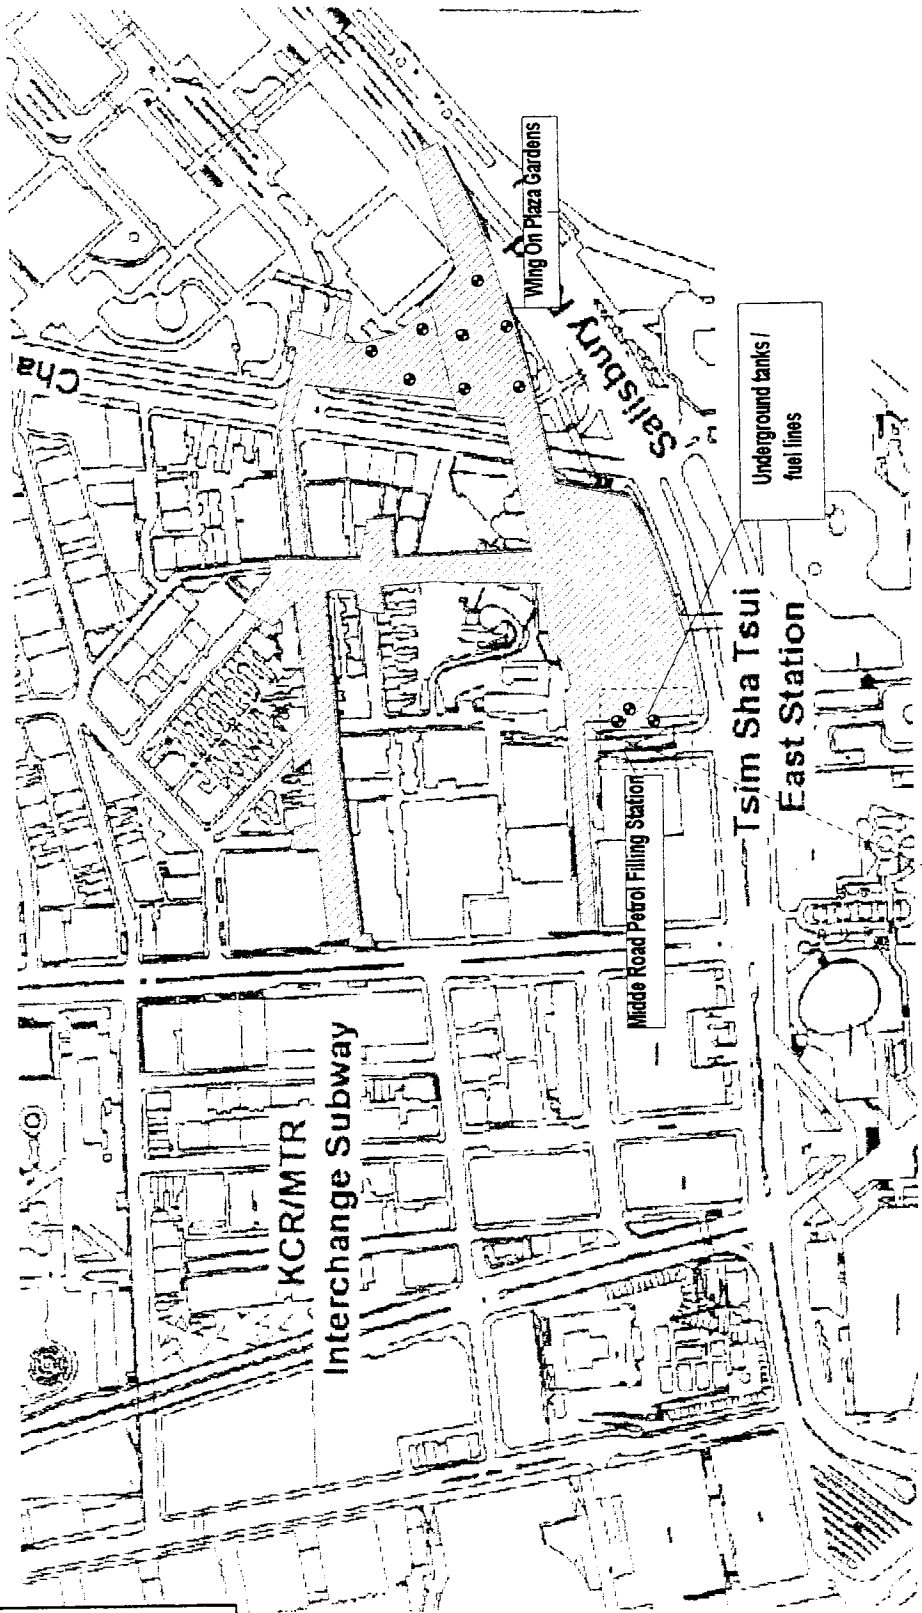 Cha
Wing On Plaza Gardens
Salisbury
Underground tanks /
fuel lines
Tsim Sha Tsui
East Station
Midde Road Petrol Filling Station
KCR/MTR
Interchange Subway